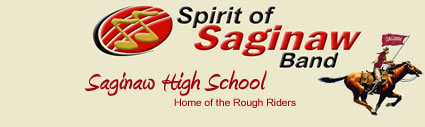 Spirit of
Saginaw
Band
Saginaw High School
Home of the Rough Riders